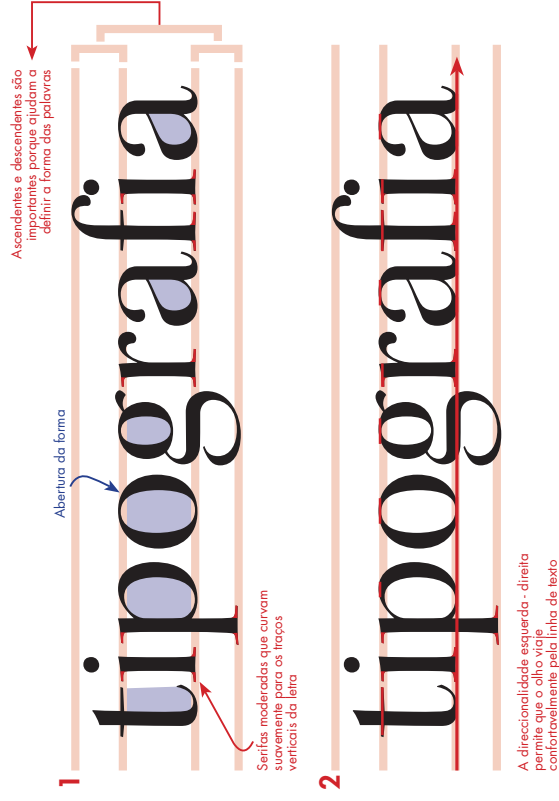 1
Ascendentes e descendentes são
importantes porque ajudam a
definir a forma das palavras
Abertura da forma
tipografia
Serifas moderadas que curvam
suavemente para os traços
verticais da letra
2
tipografia
A direccionalidade esquerda - direita
permite que o olho viaje
confortavelmente pela linha de texto